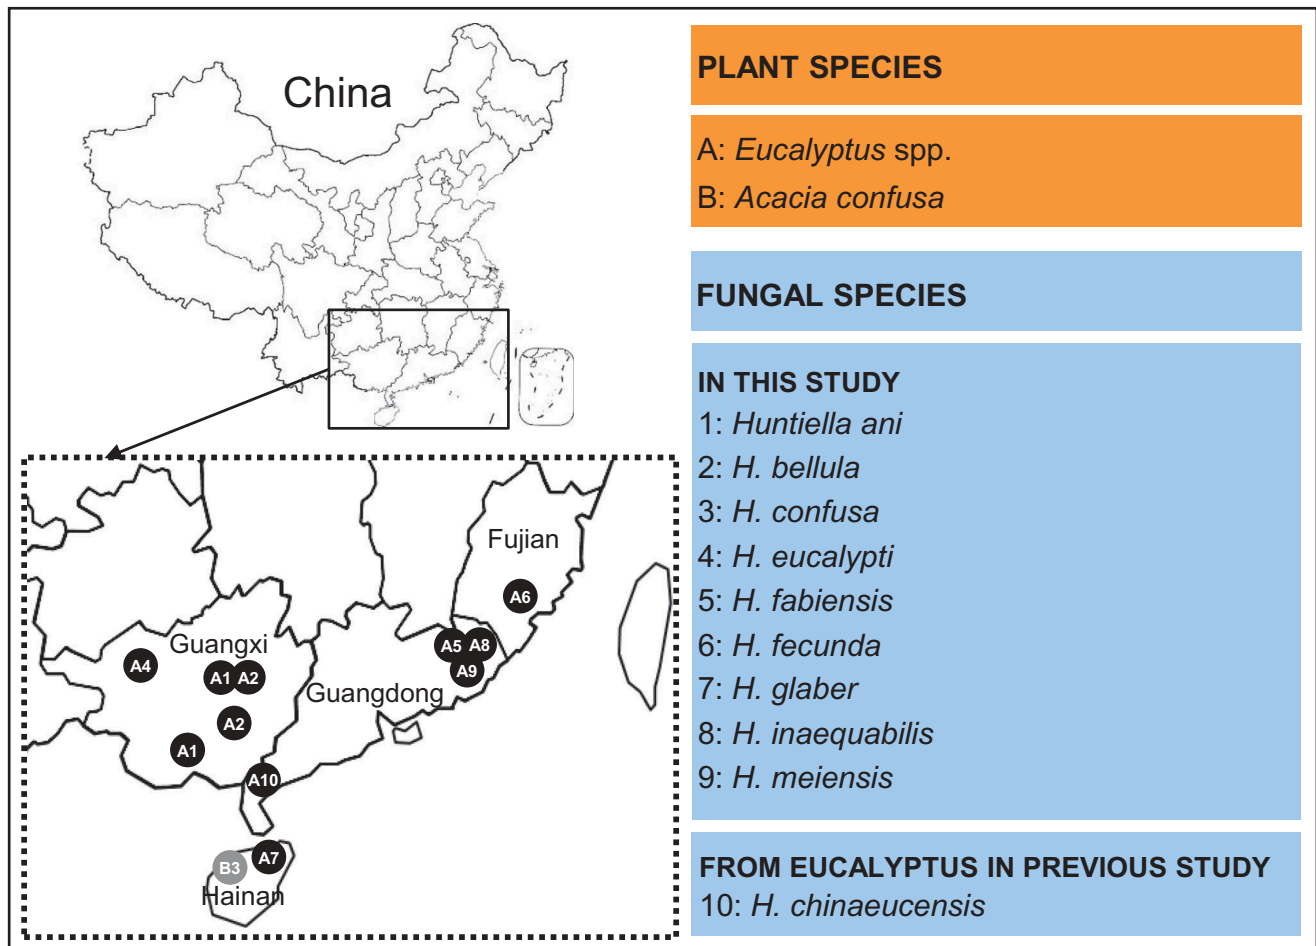 China
Fujian
A6
A5
A8
A9
Guangxi
A4
A1
A2
Guangdong
A2
A1
A10
A7
B3
Hainan
PLANT SPECIES
A: Eucalyptus spp.
B: Acacia confusa
FUNGAL SPECIES
IN THIS STUDY
1: Huntiella ani
2: H. bellula
3: H. confusa
4: H. eucalypti
5: H. fabiensis
6: H. fecunda
7: H. glaber
8: H. inaequabilis
9: H. meiensis
FROM EUCALYPTUS IN PREVIOUS STUDY
10: H. chinaeucensis